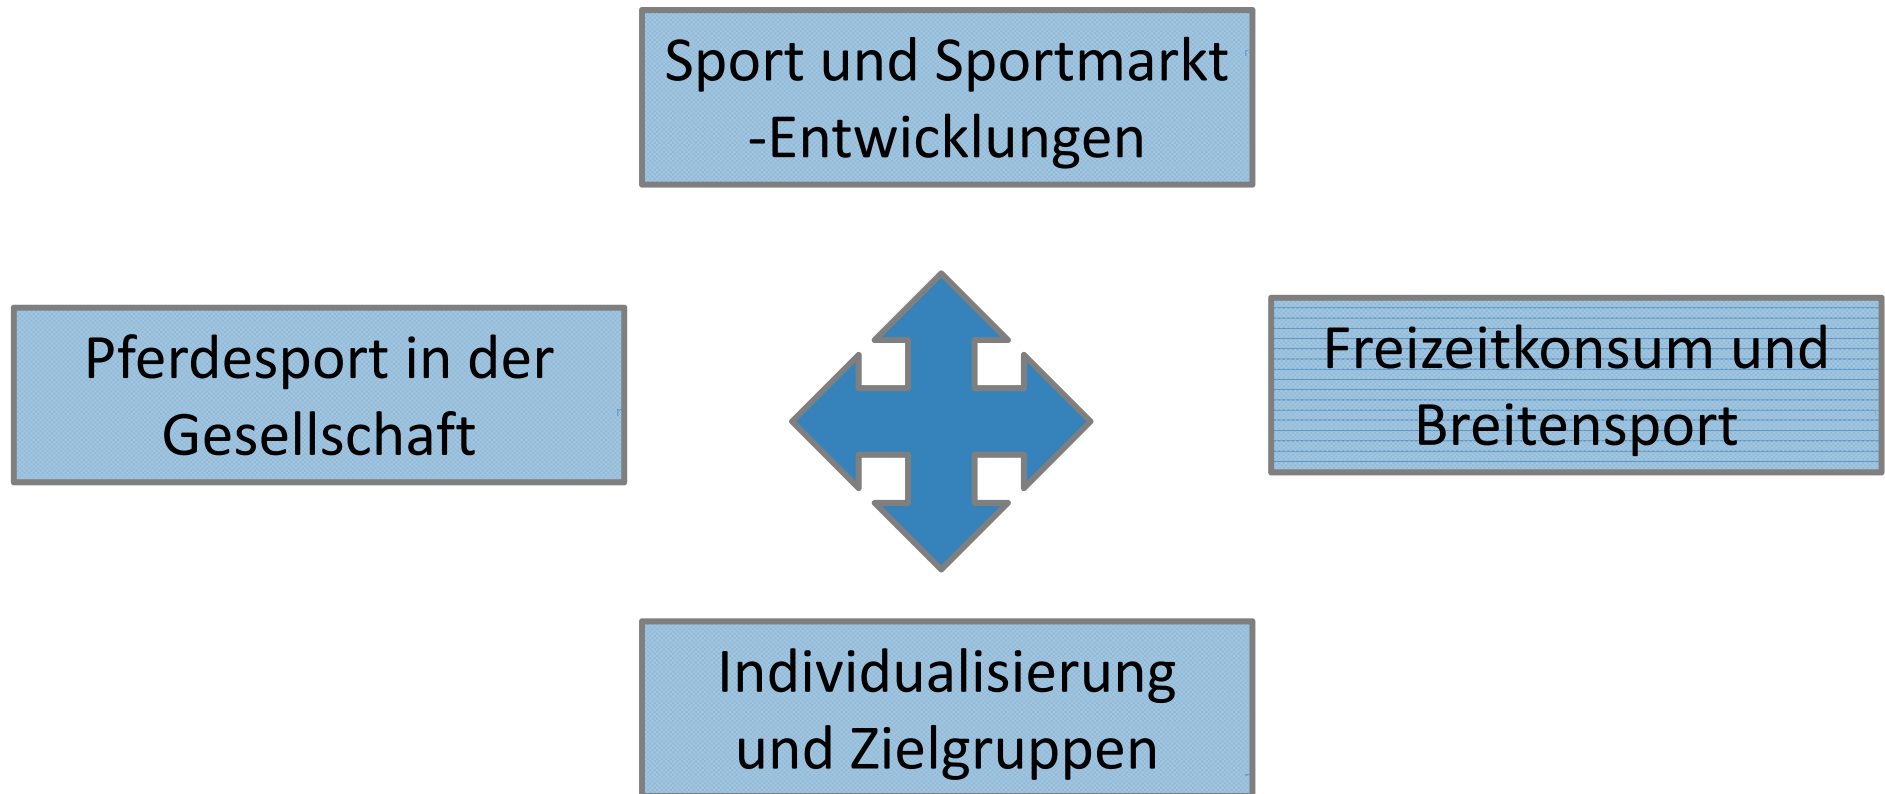 Sport und Sportmarkt
-Entwicklungen
Pferdesport in der
Gesellschaft
Freizeitkonsum und
Breitensport
Individualisierung
und Zielgruppen